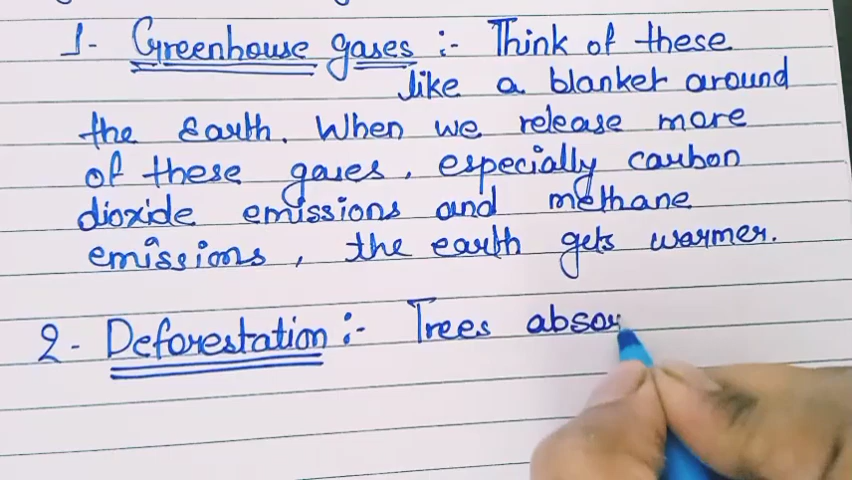 1- Greenhouse gases :- Think of these
like a blanket around
the Earth. When we release more
of these gases, especially carbon
dioxide emissions and methane
emissions, the earth gets warmer.
2- Deforestation :- Trees